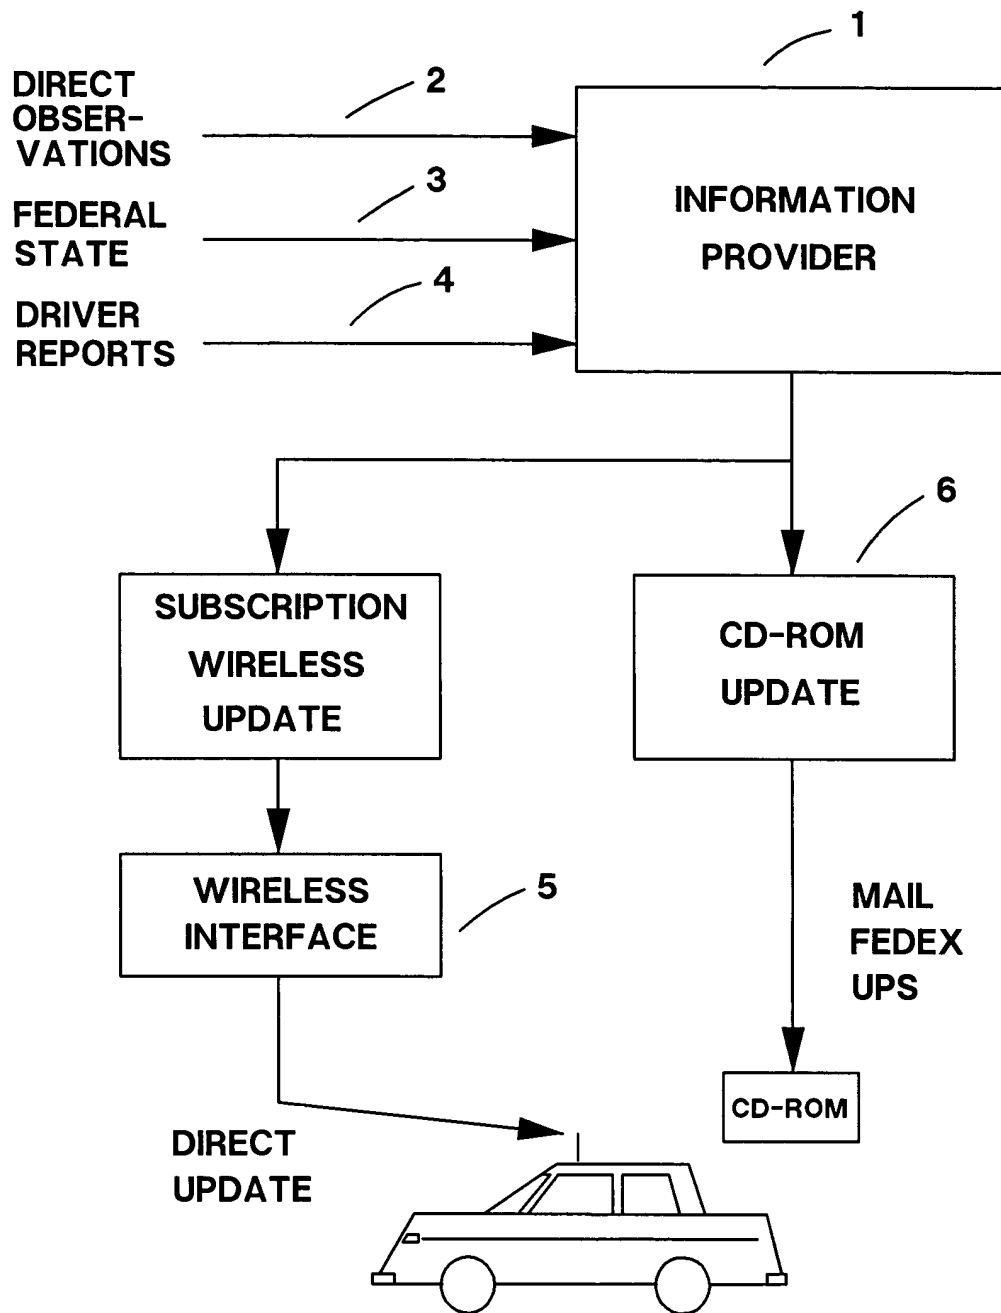 1
DIRECT
OBSER-
VATIONS
2
INFORMATION
PROVIDER
FEDERAL
STATE
3
DRIVER
REPORTS
4
6
SUBSCRIPTION
WIRELESS
UPDATE
CD-ROM
UPDATE
WIRELESS
INTERFACE
5
MAIL
FEDEX
UPS
CD-ROM
DIRECT
UPDATE